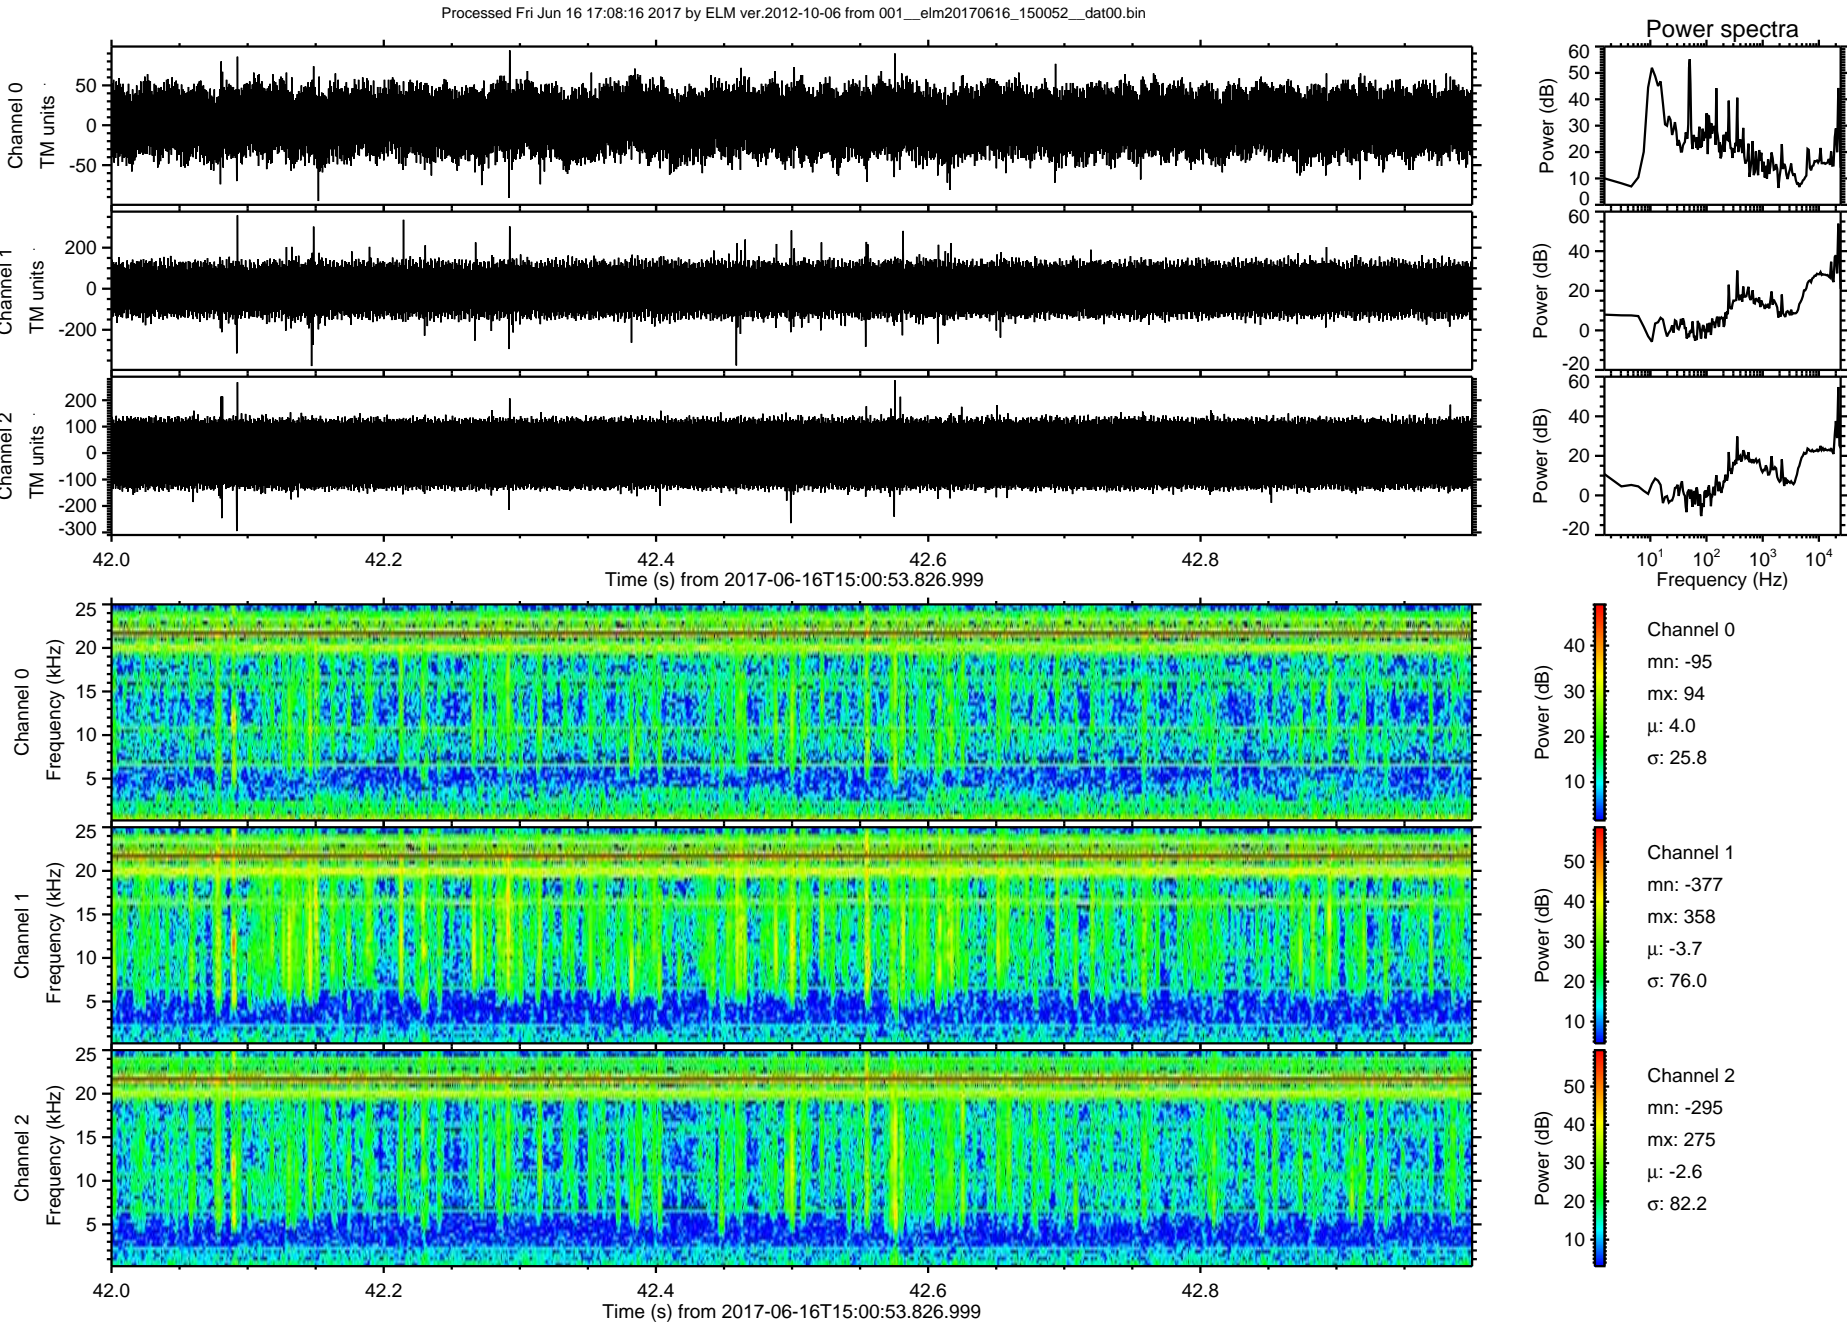 Processed Fri Jun 16 17:08:16 2017 by ELM ver.2012-10-06 from 001__elm20170616_150052__dat00.bin
Power spectra
Channel 0
TM units
50
0
-50
Power (dB)
60
50
40
30
20
10
0
Channel 1
TM units
200
0
-200
Power (dB)
60
40
20
0
-20
Channel 2
TM units
200
100
0
-100
-200
-300
Power (dB)
60
40
20
0
-20
42.0 42.2 42.4 42.6 42.8
Time (s) from 2017-06-16T15:00:53.826.999
10^1 10^2 10^3 10^4
Frequency (Hz)
Channel 0
Frequency (kHz)
25
20
15
10
5
Power (dB)
40
30
20
10
Channel 0
mn: -95
mx: 94
μ: 4.0
σ: 25.8
Channel 1
Frequency (kHz)
25
20
15
10
5
Power (dB)
50
40
30
20
10
Channel 1
mn: -377
mx: 358
μ: -3.7
σ: 76.0
Channel 2
Frequency (kHz)
25
20
15
10
5
Power (dB)
50
40
30
20
10
Channel 2
mn: -295
mx: 275
μ: -2.6
σ: 82.2
42.0 42.2 42.4 42.6 42.8
Time (s) from 2017-06-16T15:00:53.826.999